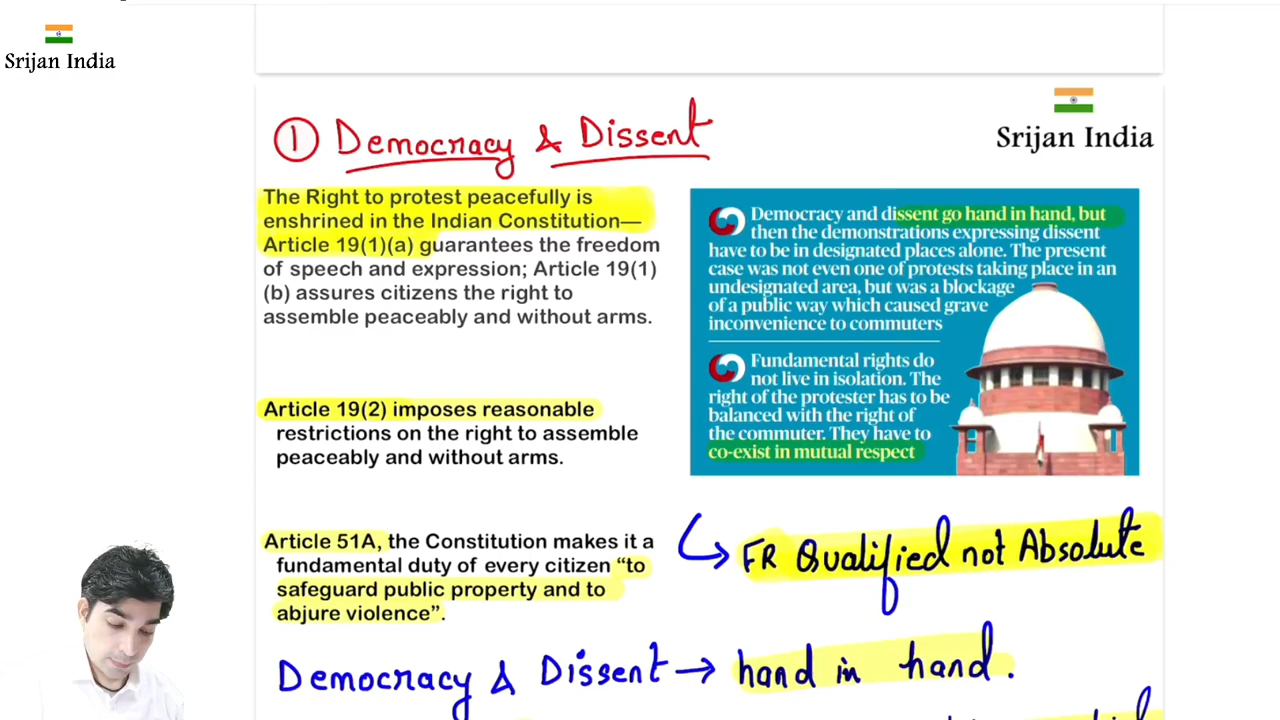 Srijan India
Srijan India
① Democracy & Dissent
The Right to protest peacefully is
enshrined in the Indian Constitution—
Article 19(1)(a) guarantees the freedom
of speech and expression; Article 19(1)
(b) assures citizens the right to
assemble peaceably and without arms.
Article 19(2) imposes reasonable
restrictions on the right to assemble
peaceably and without arms.
Article 51A, the Constitution makes it a
fundamental duty of every citizen “to
safeguard public property and to
abjure violence”.
Democracy and dissent go hand in hand, but
then the demonstrations expressing dissent
have to be in designated places alone. The present
case was not even one of protests taking place in an
undesignated area, but was a blockage
of a public way which caused grave
inconvenience to commuters
Fundamental rights do
not live in isolation. The
right of the protester has to be
balanced with the right of
the commuter. They have to
co-exist in mutual respect
↳ FR Qualified not Absolute
Democracy & Dissent → hand in hand.